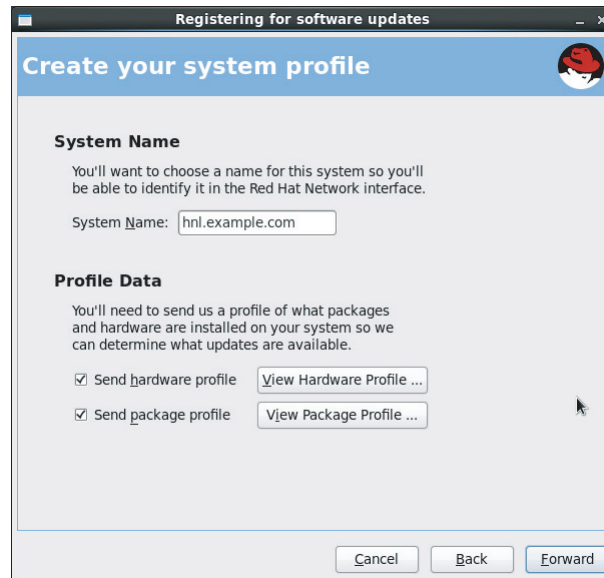 Registering for software updates
Create your system profile
System Name
You'll want to choose a name for this system so you'll
be able to identify it in the Red Hat Network interface.
System Name: hnl.example.com
Profile Data
You'll need to send us a profile of what packages
and hardware are installed on your system so we
can determine what updates are available.
Send hardware profile View Hardware Profile ...
Send package profile View Package Profile ...
Cancel Back Forward